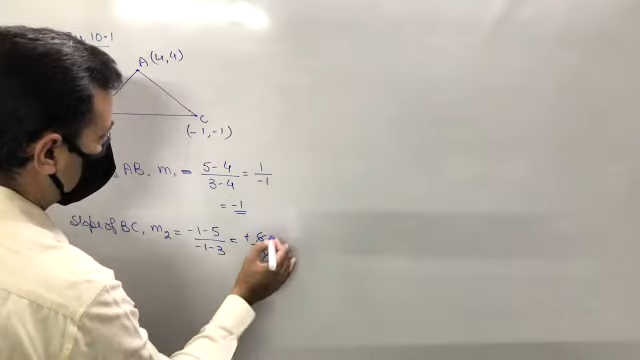 10.1
A (4,4)
C
(-1,-1)
AB, m₁ = 5-4/3-4 = 1/-1
= -1
Slope of BC, m₂ = -1-5/-1-3 = +